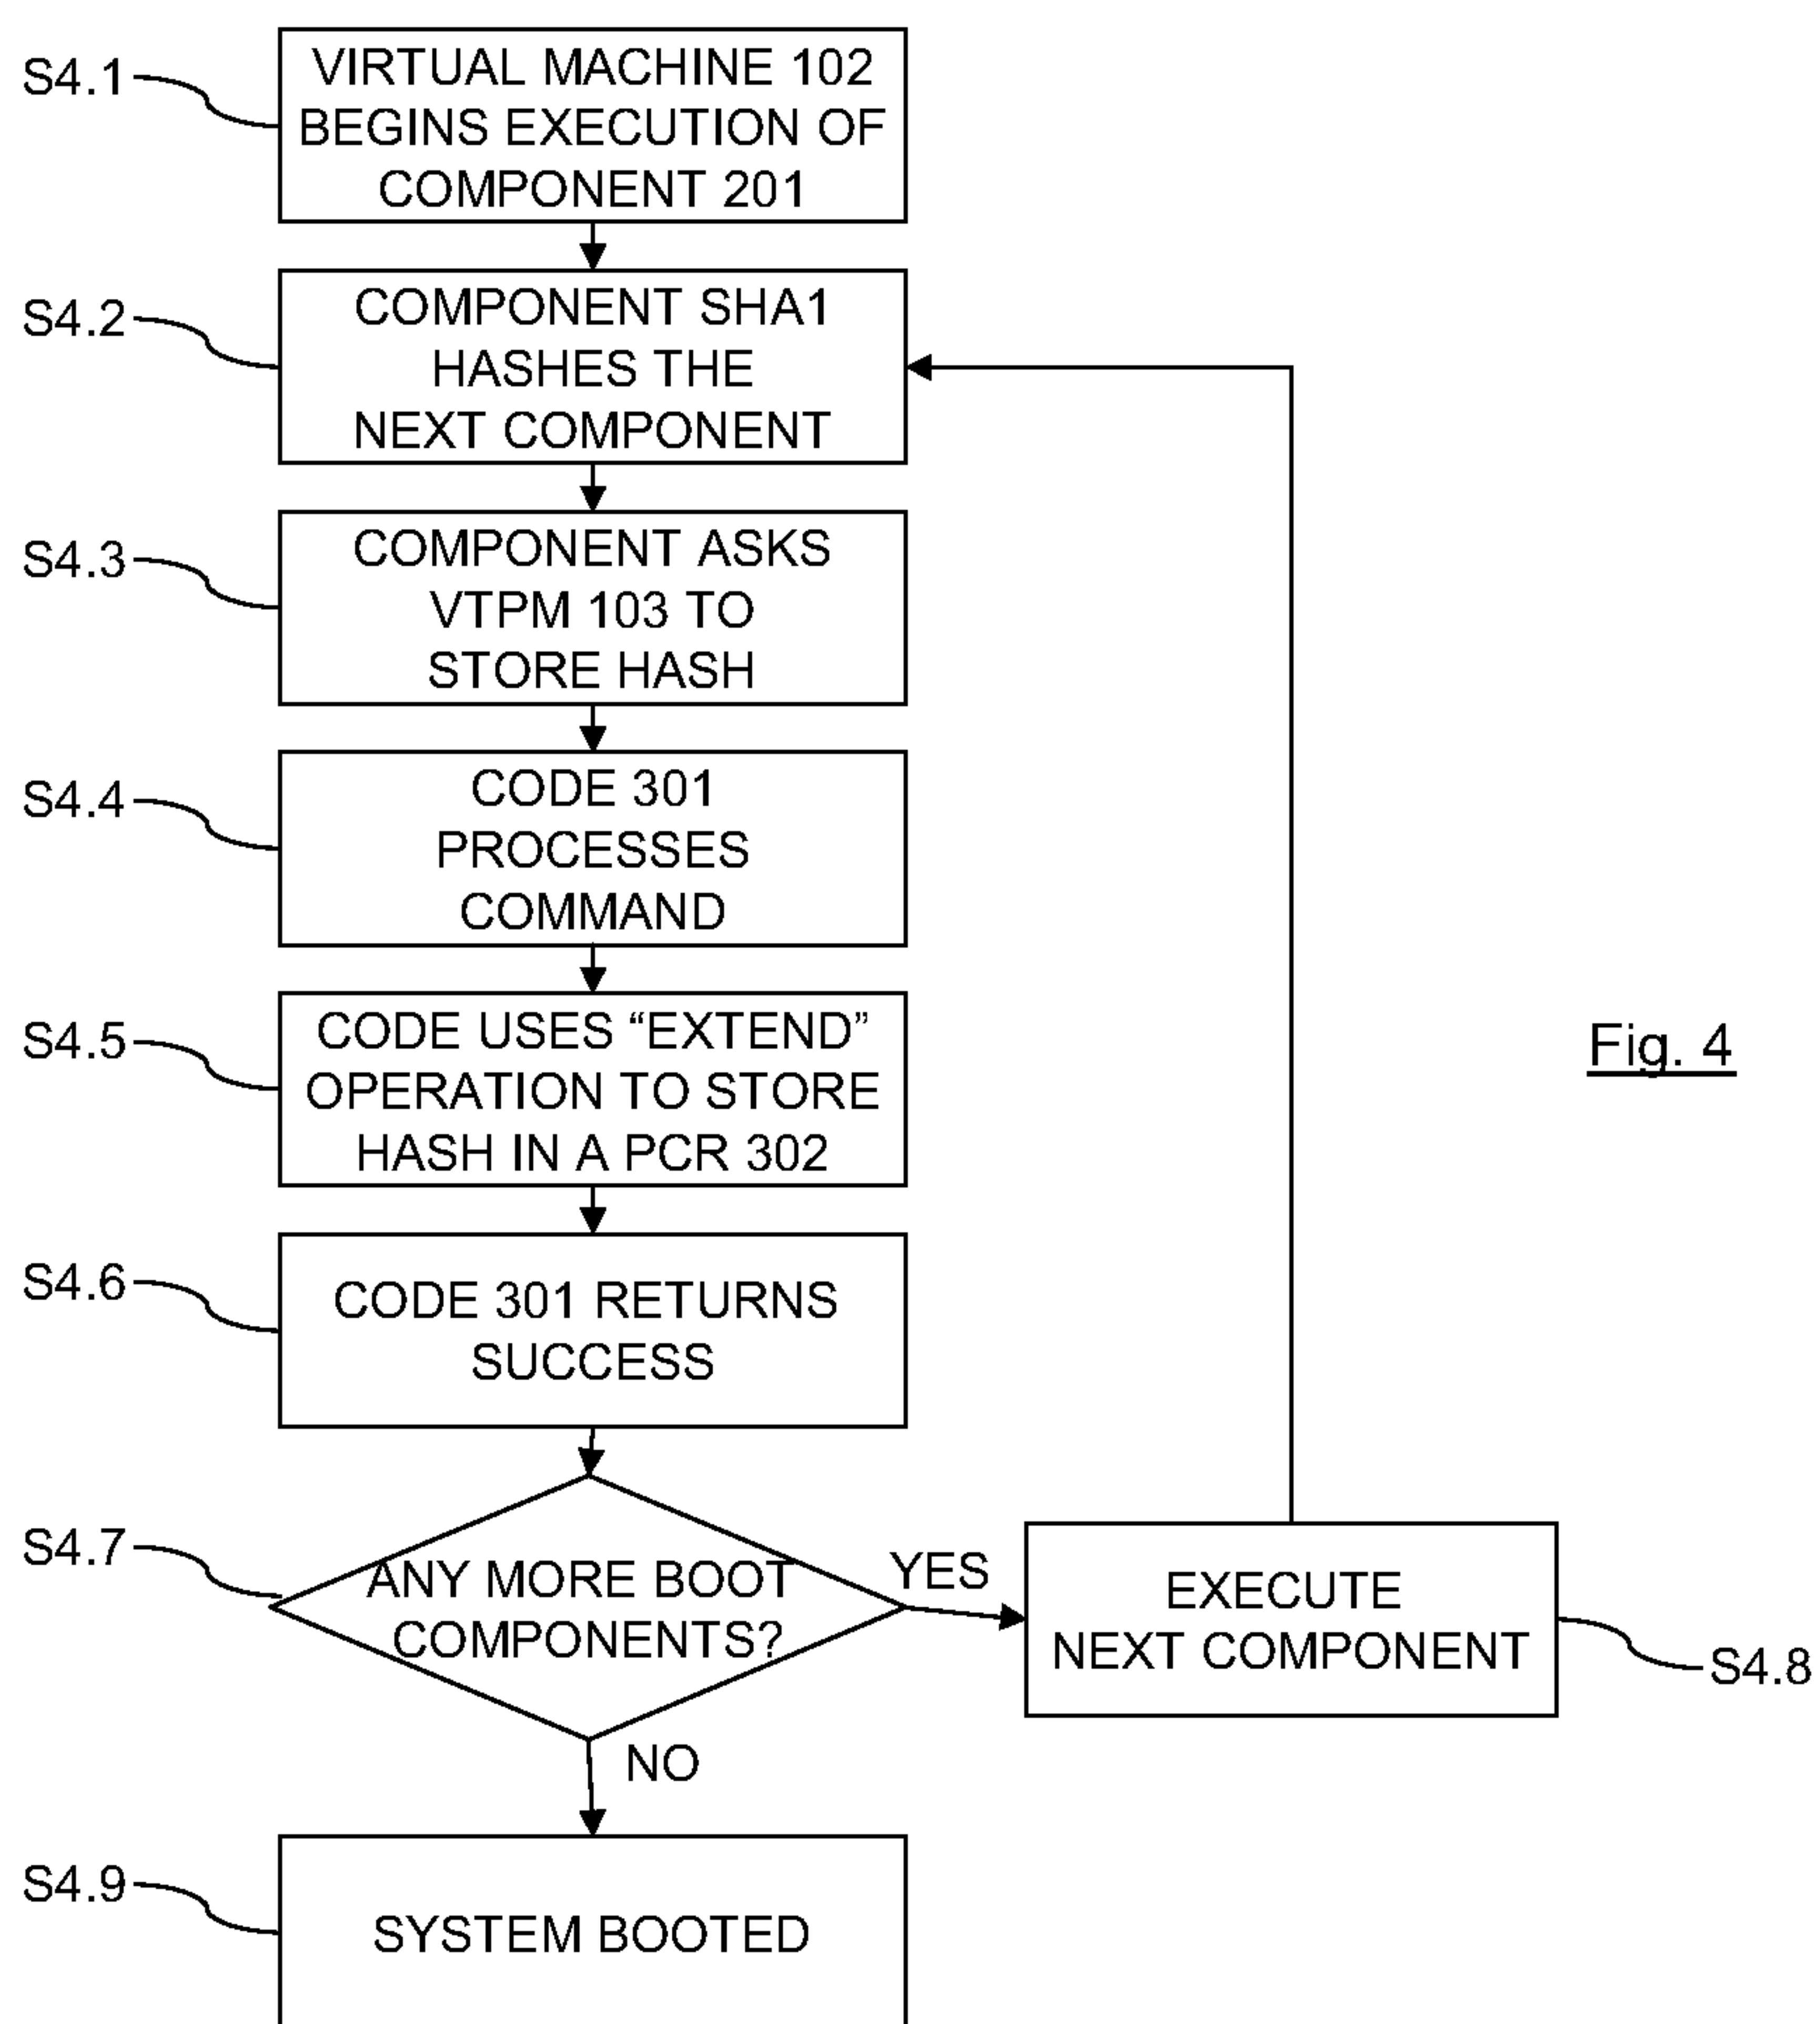 S4.1
VIRTUAL MACHINE 102
BEGINS EXECUTION OF
COMPONENT 201
S4.2
COMPONENT SHA1
HASHES THE
NEXT COMPONENT
S4.3
COMPONENT ASKS
VTPM 103 TO
STORE HASH
S4.4
CODE 301
PROCESSES
COMMAND
S4.5
CODE USES “EXTEND”
OPERATION TO STORE
HASH IN A PCR 302
Fig. 4
S4.6
CODE 301 RETURNS
SUCCESS
S4.7
ANY MORE BOOT
COMPONENTS?
YES
EXECUTE
NEXT COMPONENT
S4.8
NO
S4.9
SYSTEM BOOTED